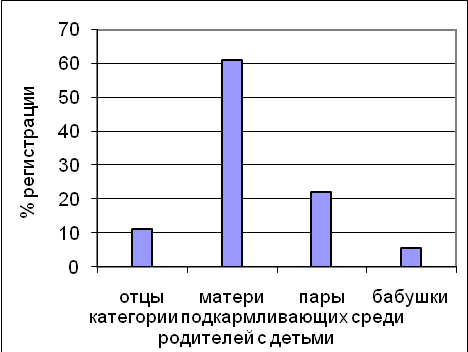 70
60
50
40
30
20
10
0
% регистрации
отцы матери пары бабушки
категории подкармливающих среди
родителей с детьми